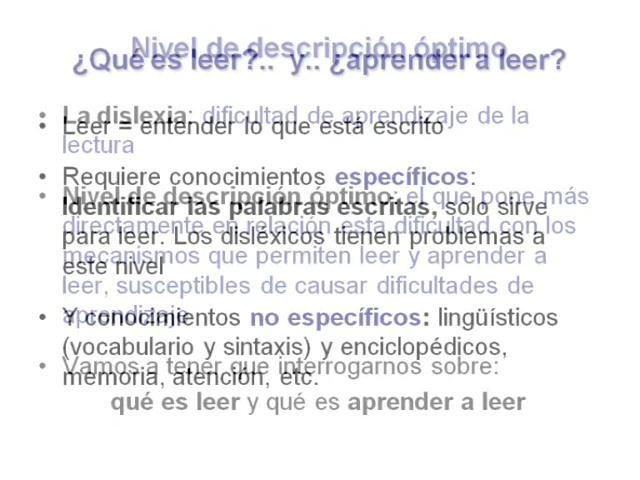 Nivel de descripción óptimo
¿Qué es leer?.. y.. ¿aprender a leer?
• La dislexia: dificultad de aprendizaje de la
lectura
• Leer = entender lo que está escrito
• Requiere conocimientos específicos:
Identificar las palabras escritas, solo sirve
para leer. Los disléxicos tienen problemas a
este nivel
• Nivel de descripción óptimo: el que pone más
directamente en relación esta dificultad con los
mecanismos que permiten leer y aprender a
leer, susceptibles de causar dificultades de
aprendizaje
• Y conocimientos no específicos: lingüísticos
(vocabulario y sintaxis) y enciclopédicos,
memoria, atención, etc.
• Vamos a tener que interrogarnos sobre:
qué es leer y qué es aprender a leer